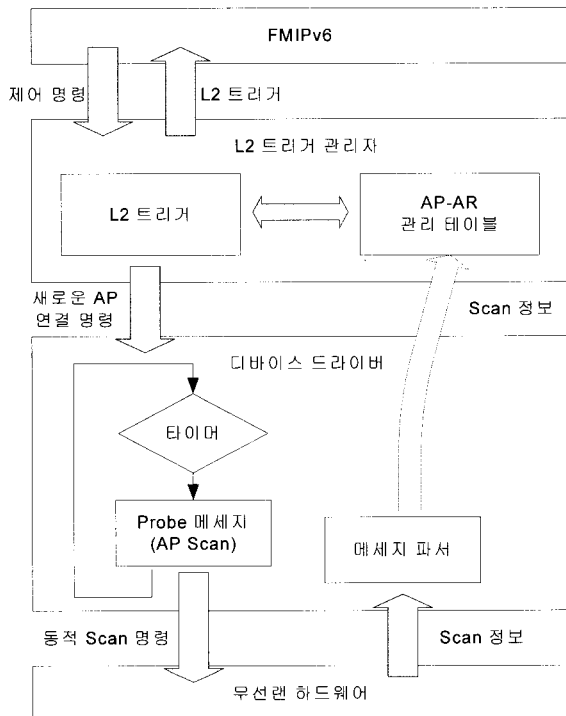 FMIPv6
제어 명령
L2 트리거
L2 트리거 관리자
L2 트리거
AP-AR
관리 테이블
새로운 AP
연결 명령
Scan 정보
디바이스 드라이버
타이머
Probe 메세지
(AP Scan)
메세지 파서
동적 Scan 명령
Scan 정보
무선랜 하드웨어